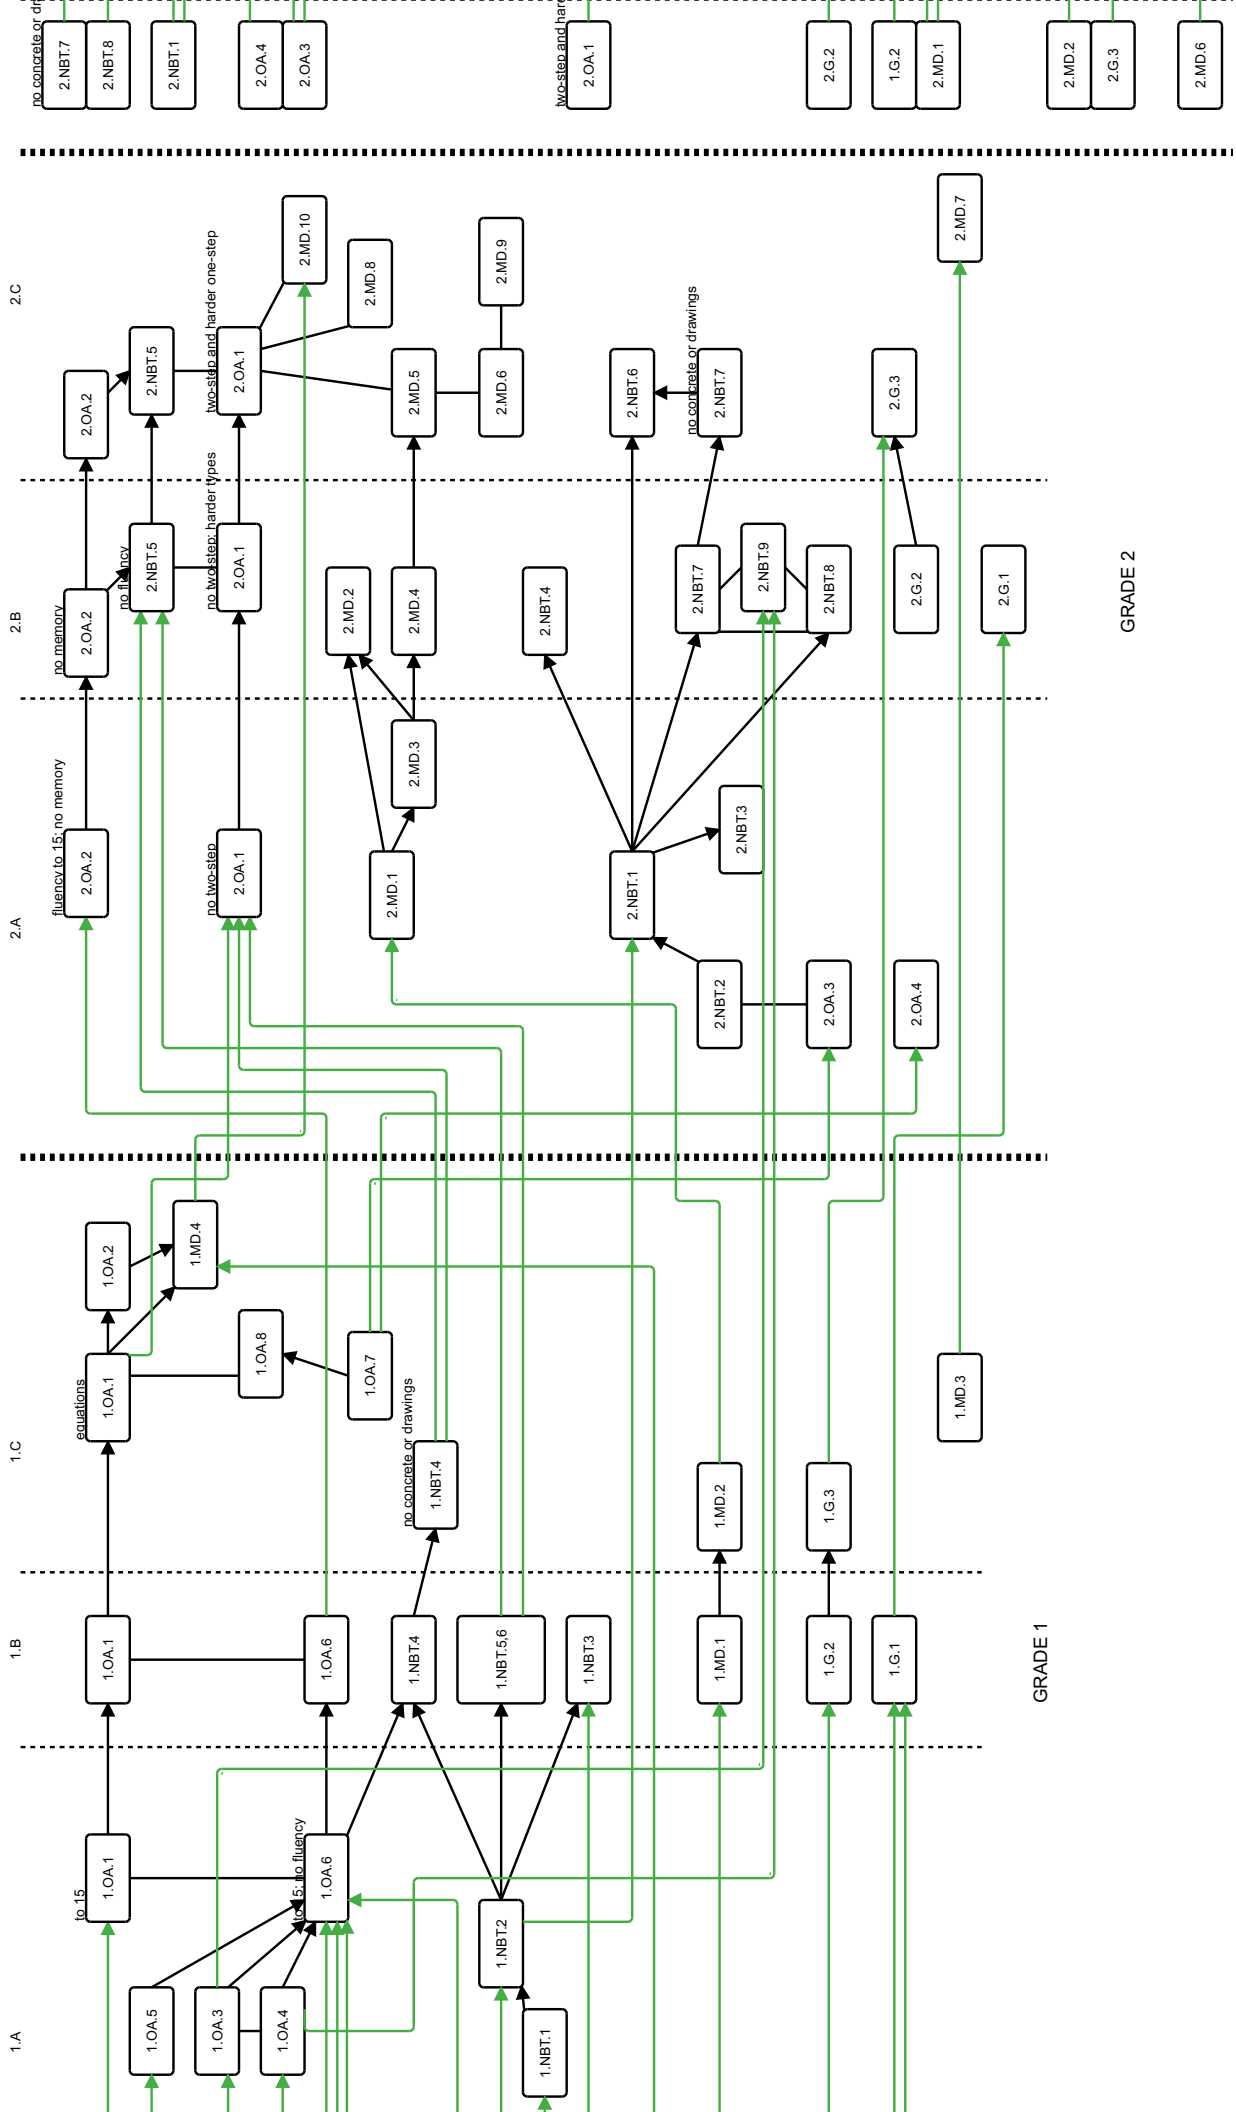 1.A
1.B
1.C
2.A
2.B
2.C
no concrete or dr
fluency to 15; no memory
no memory
2.NBT.7
to 15
equations
2.OA.2
2.OA.2
2.OA.2
1.OA.1
1.OA.1
1.OA.1
1.OA.2
2.NBT.8
no fluency
1.OA.5
2.NBT.5
2.NBT.5
2.NBT.1
1.MD.4
no two-step
no two-step; harder types
two-step and harder one-step
1.OA.3
2.OA.1
2.OA.1
2.OA.1
1.OA.8
2.OA.4
1.OA.4
to 15; no fluency
2.MD.10
2.OA.3
1.OA.6
1.OA.6
2.MD.2
1.OA.7
2.MD.8
2.MD.1
no concrete or drawings
1.NBT.4
2.MD.3
2.MD.4
2.MD.5
1.NBT.4
1.NBT.2
1.NBT.5,6
2.MD.6
2.MD.9
1.NBT.1
2.NBT.4
two-step and hard
1.NBT.3
2.OA.1
2.NBT.1
2.NBT.6
no concrete or drawings
2.NBT.7
2.NBT.7
1.MD.1
1.MD.2
2.NBT.2
2.NBT.3
2.NBT.9
1.G.2
1.G.3
2.OA.3
2.NBT.8
2.G.2
1.G.1
2.G.3
1.G.2
2.OA.4
2.G.2
2.MD.1
1.MD.3
2.MD.7
2.G.1
GRADE 1
2.MD.2
2.G.3
GRADE 2
2.MD.6